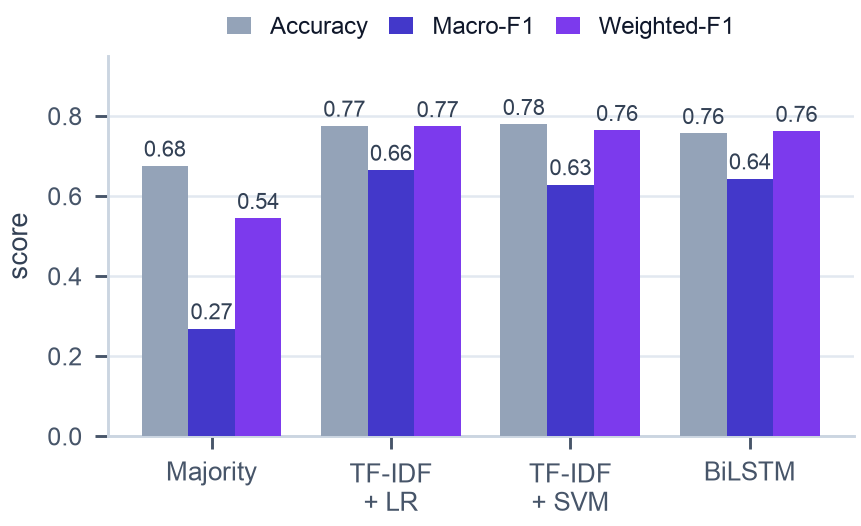 Accuracy Macro-F1 Weighted-F1
score
0.8
0.6
0.4
0.2
0.0
0.68 0.27 0.54
0.77 0.66 0.77
0.78 0.63 0.76
0.76 0.64 0.76
Majority
TF-IDF
+ LR
TF-IDF
+ SVM
BiLSTM